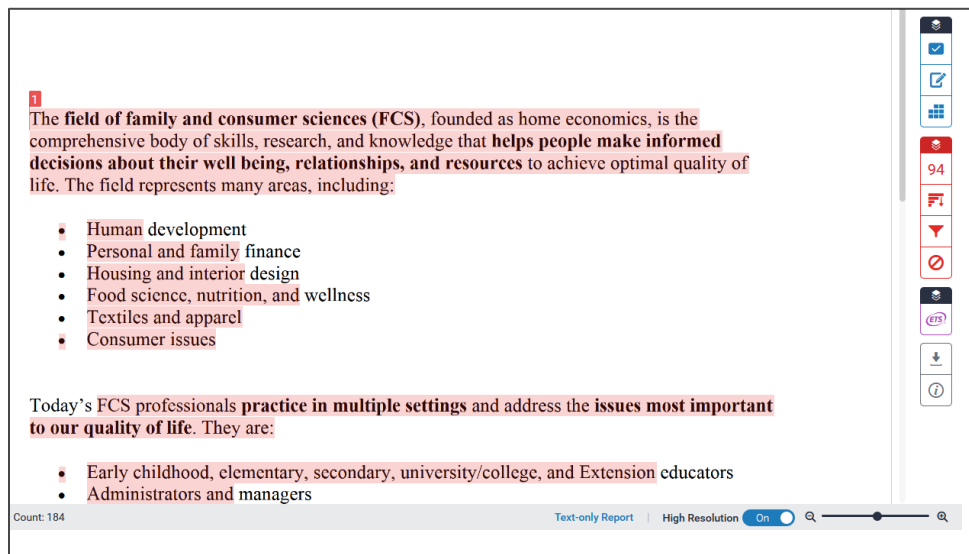 1
The field of family and consumer sciences (FCS), founded as home economics, is the
comprehensive body of skills, research, and knowledge that helps people make informed
decisions about their well being, relationships, and resources to achieve optimal quality of
life. The field represents many areas, including:
• Human development
• Personal and family finance
• Housing and interior design
• Food science, nutrition, and wellness
• Textiles and apparel
• Consumer issues
Today’s FCS professionals practice in multiple settings and address the issues most important
to our quality of life. They are:
• Early childhood, elementary, secondary, university/college, and Extension educators
• Administrators and managers
94
ETS
Count: 184
Text-only Report | High Resolution On